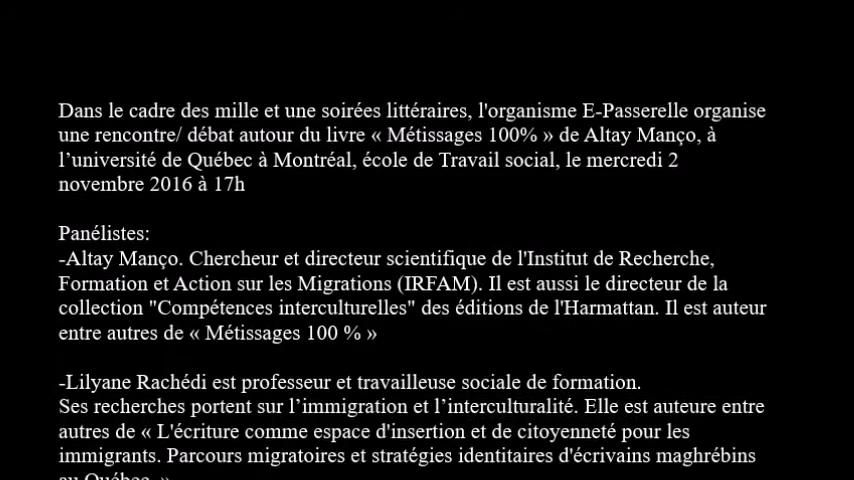 Dans le cadre des mille et une soirées littéraires, l'organisme E-Passerelle organise
une rencontre/ débat autour du livre « Métissages 100% » de Altay Manço, à
l’université de Québec à Montréal, école de Travail social, le mercredi 2
novembre 2016 à 17h
Panélistes:
-Altay Manço. Chercheur et directeur scientifique de l'Institut de Recherche,
Formation et Action sur les Migrations (IRFAM). Il est aussi le directeur de la
collection "Compétences interculturelles" des éditions de l'Harmattan. Il est auteur
entre autres de « Métissages 100 % »
-Lilyane Rachédi est professeur et travailleuse sociale de formation.
Ses recherches portent sur l’immigration et l’interculturalité. Elle est auteure entre
autres de « L'écriture comme espace d'insertion et de citoyenneté pour les
immigrants. Parcours migratoires et stratégies identitaires d'écrivains maghrébins
au Québec. »